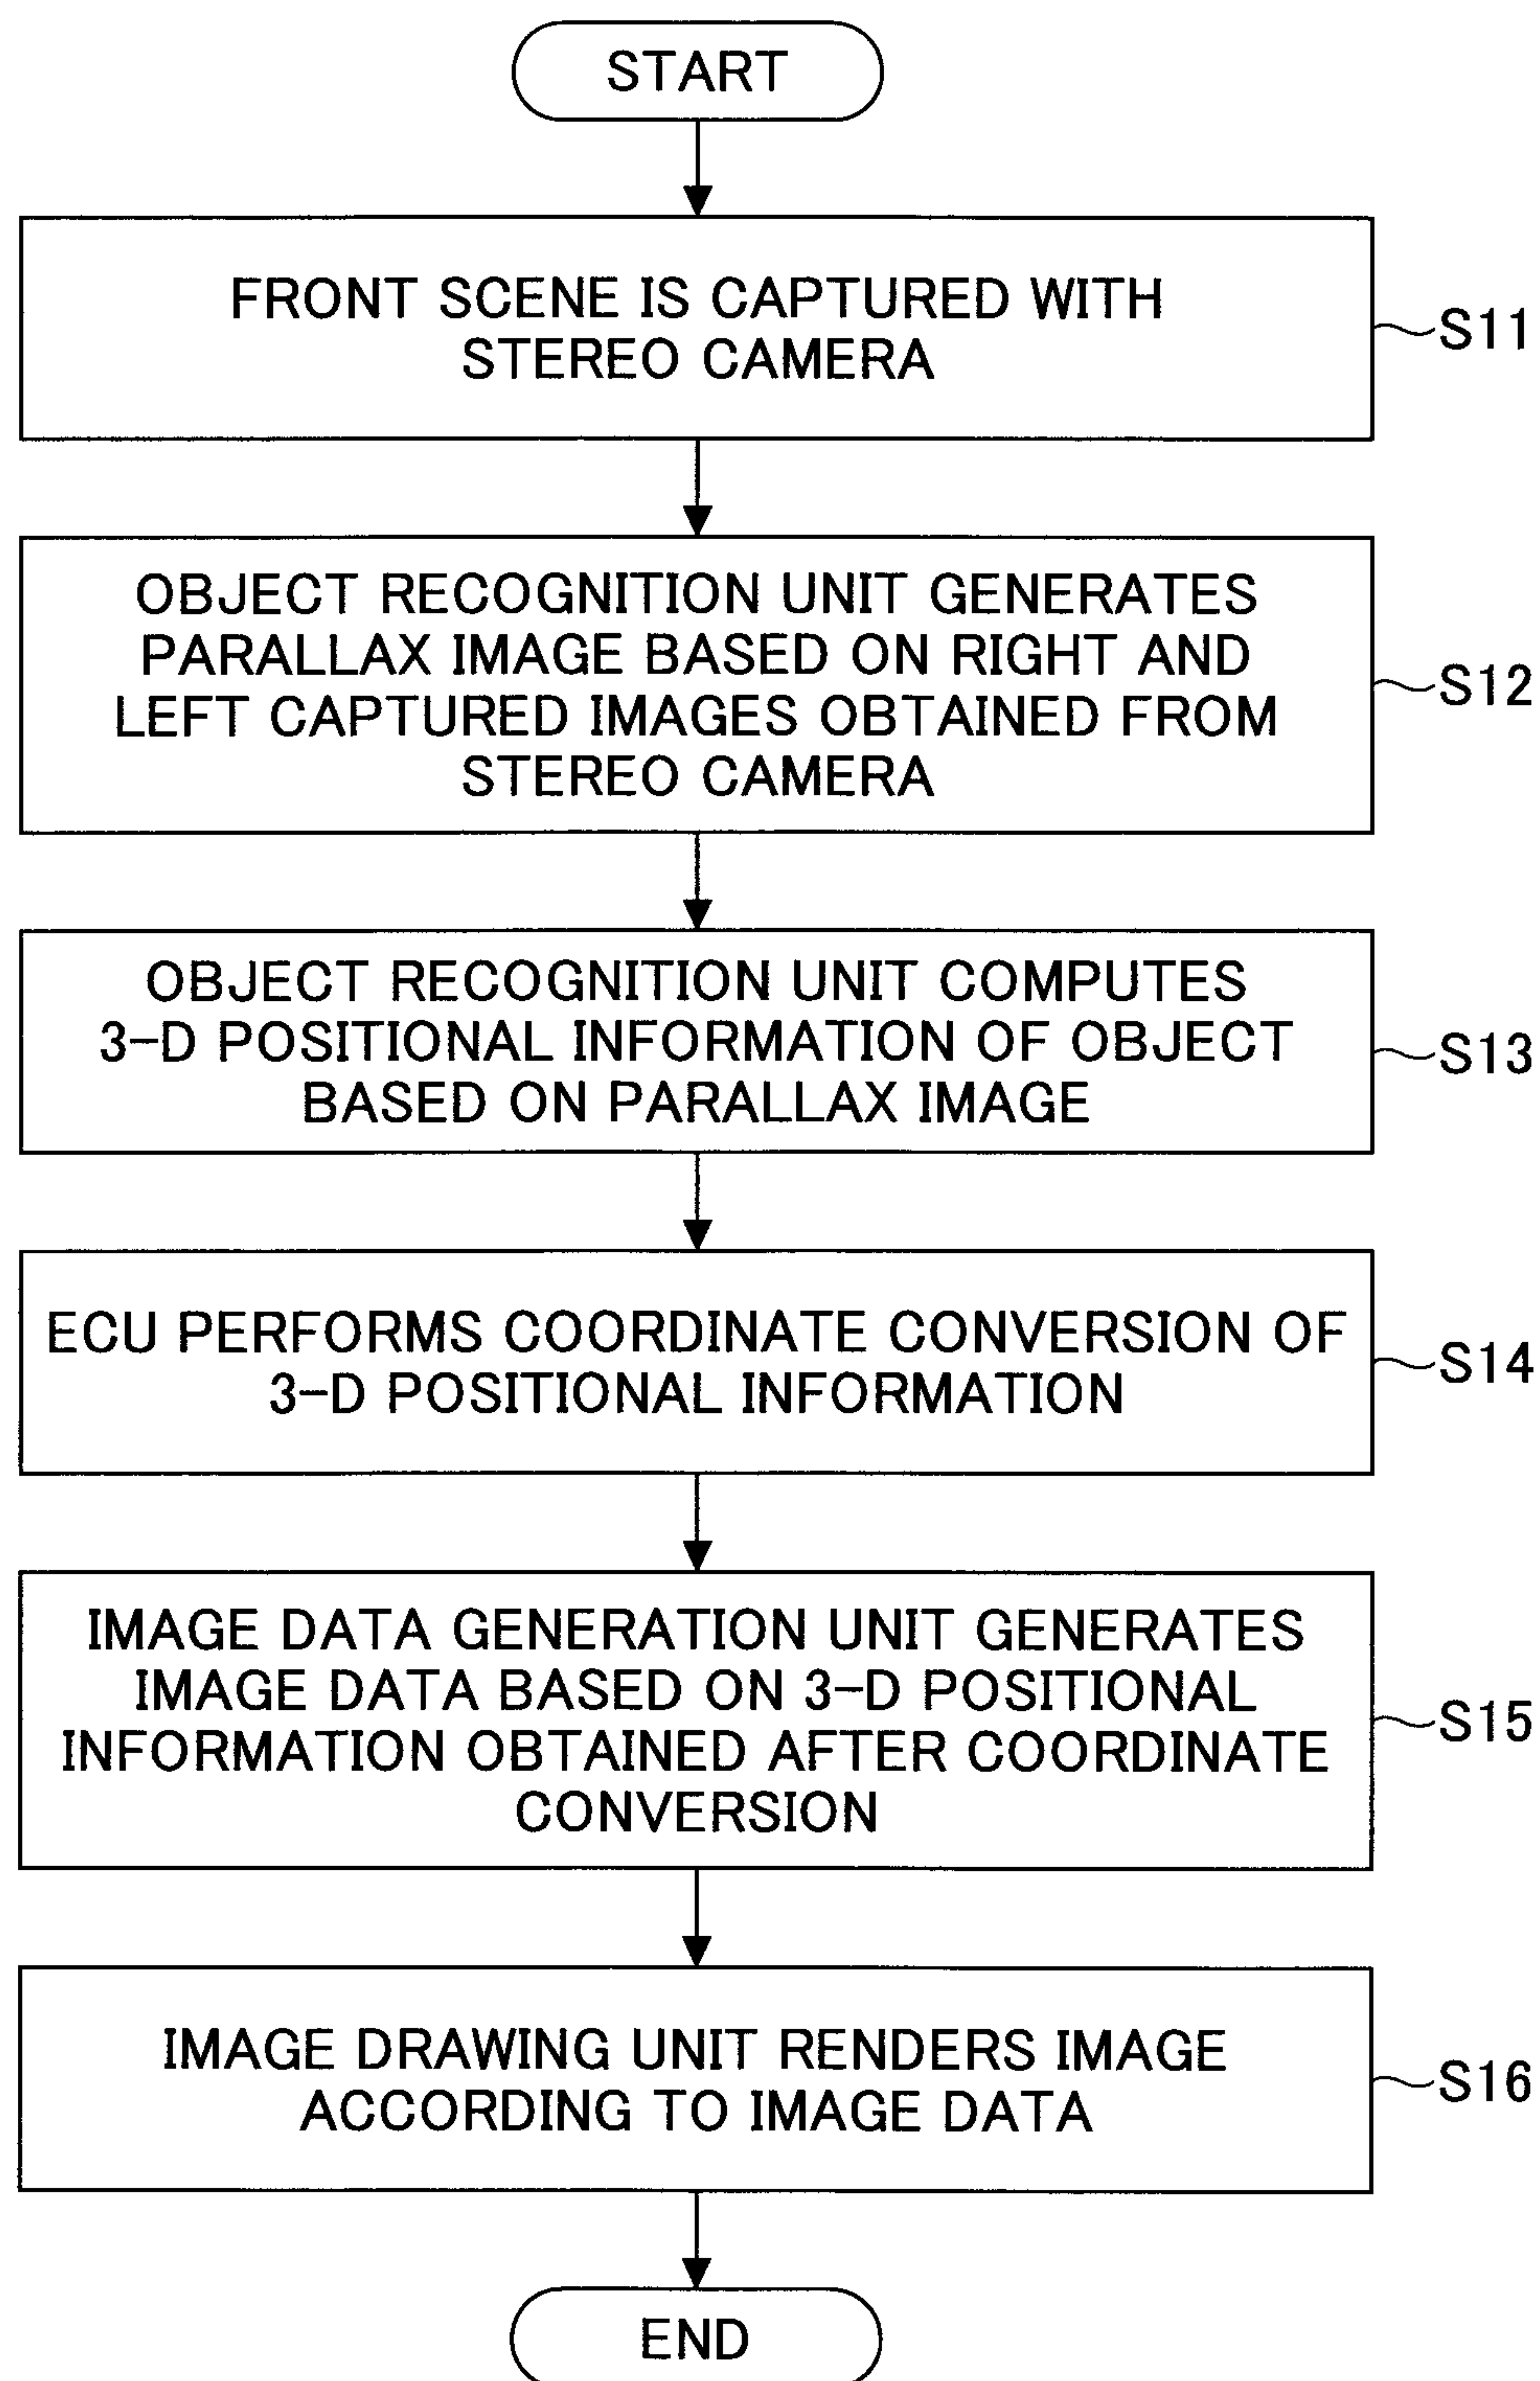 START
FRONT SCENE IS CAPTURED WITH
STEREO CAMERA
S11
OBJECT RECOGNITION UNIT GENERATES
PARALLAX IMAGE BASED ON RIGHT AND
LEFT CAPTURED IMAGES OBTAINED FROM
STEREO CAMERA
S12
OBJECT RECOGNITION UNIT COMPUTES
3-D POSITIONAL INFORMATION OF OBJECT
BASED ON PARALLAX IMAGE
S13
ECU PERFORMS COORDINATE CONVERSION OF
3-D POSITIONAL INFORMATION
S14
IMAGE DATA GENERATION UNIT GENERATES
IMAGE DATA BASED ON 3-D POSITIONAL
INFORMATION OBTAINED AFTER COORDINATE
CONVERSION
S15
IMAGE DRAWING UNIT RENDERS IMAGE
ACCORDING TO IMAGE DATA
S16
END